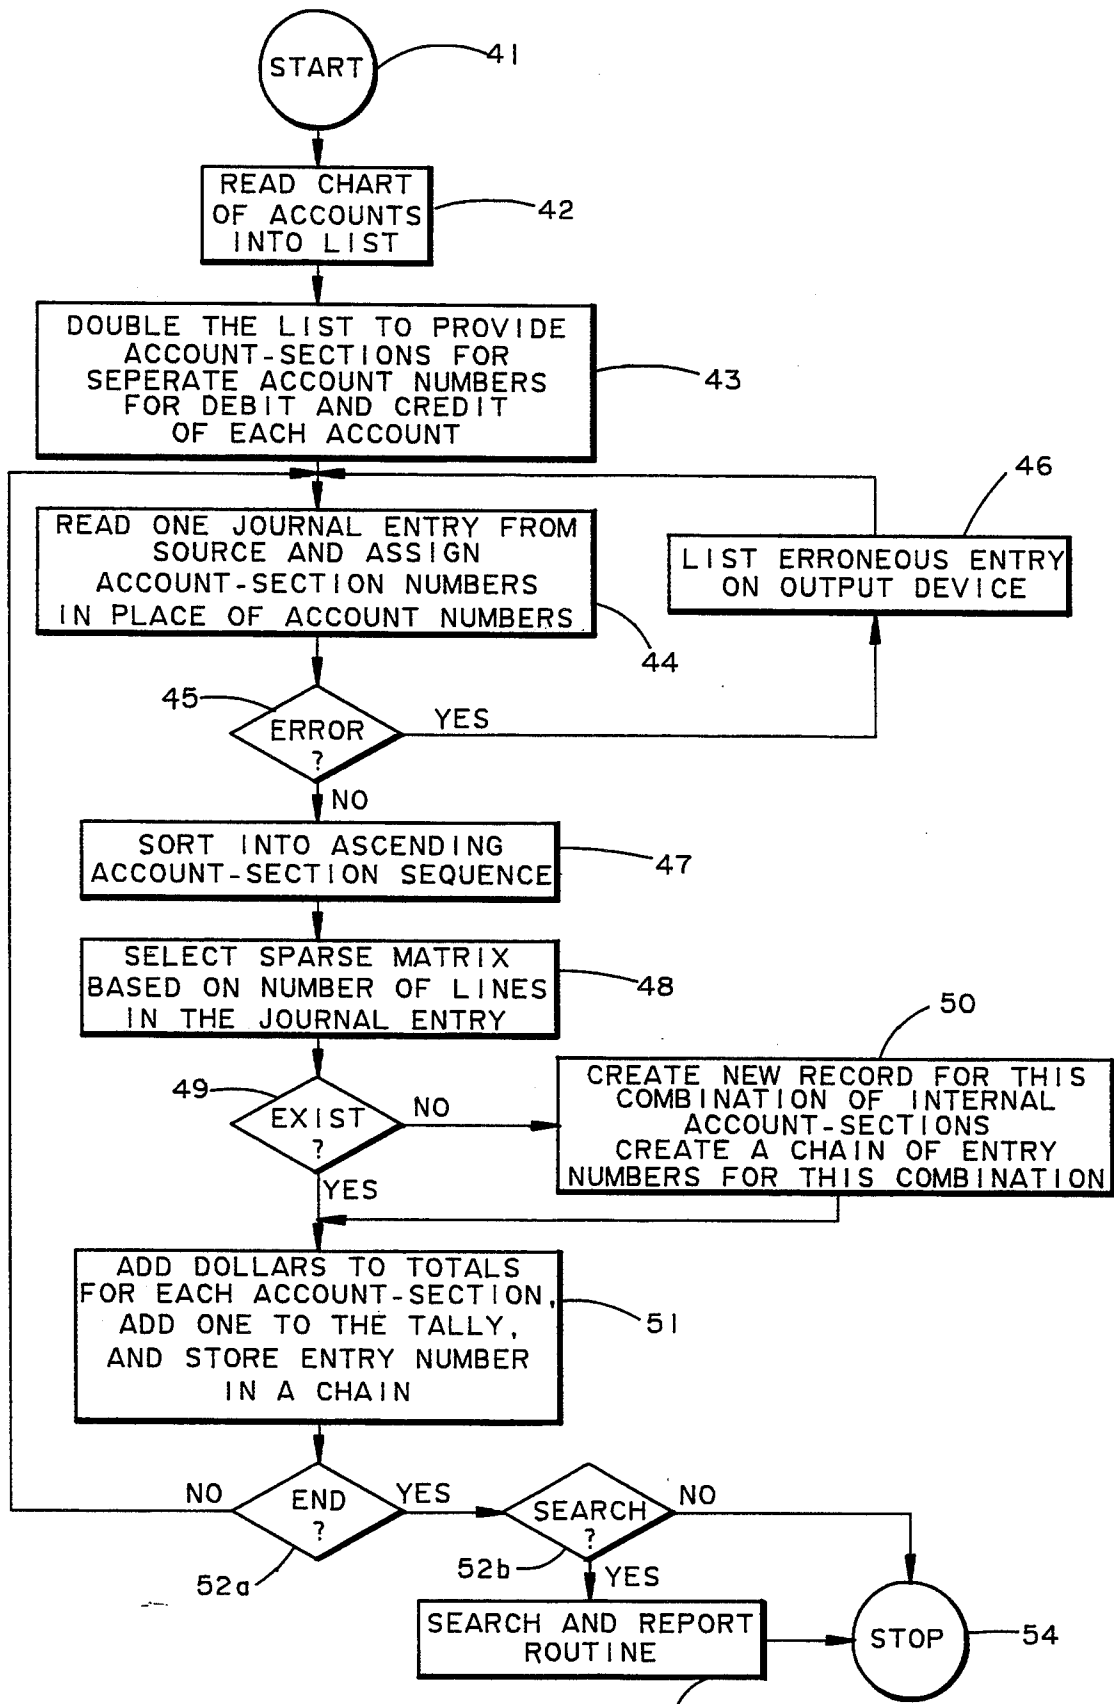 START
41
READ CHART
OF ACCOUNTS
INTO LIST
42
DOUBLE THE LIST TO PROVIDE
ACCOUNT-SECTIONS FOR
SEPERATE ACCOUNT NUMBERS
FOR DEBIT AND CREDIT
OF EACH ACCOUNT
43
READ ONE JOURNAL ENTRY FROM
SOURCE AND ASSIGN
ACCOUNT-SECTION NUMBERS
IN PLACE OF ACCOUNT NUMBERS
44
46
LIST ERRONEOUS ENTRY
ON OUTPUT DEVICE
45
ERROR
?
YES
NO
SORT INTO ASCENDING
ACCOUNT-SECTION SEQUENCE
47
SELECT SPARSE MATRIX
BASED ON NUMBER OF LINES
IN THE JOURNAL ENTRY
48
49
EXIST
?
NO
YES
50
CREATE NEW RECORD FOR THIS
COMBINATION OF INTERNAL
ACCOUNT-SECTIONS
CREATE A CHAIN OF ENTRY
NUMBERS FOR THIS COMBINATION
ADD DOLLARS TO TOTALS
FOR EACH ACCOUNT-SECTION,
ADD ONE TO THE TALLY,
AND STORE ENTRY NUMBER
IN A CHAIN
51
NO
END
?
YES
52a
SEARCH
?
NO
52b
YES
SEARCH AND REPORT
ROUTINE
STOP
54